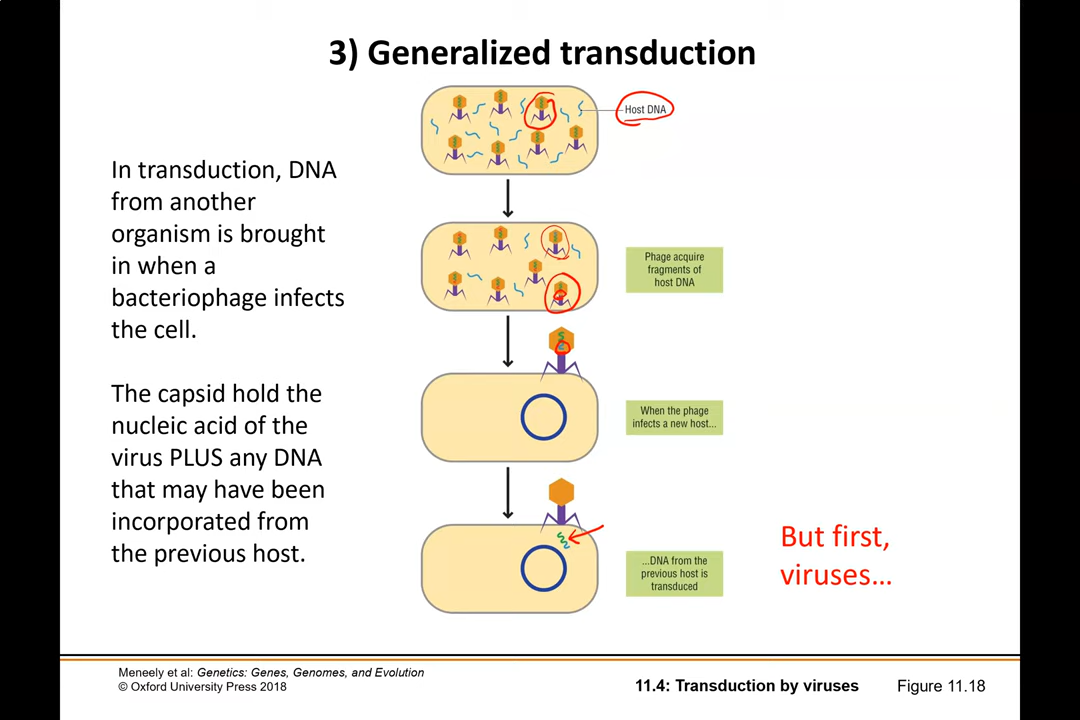 3) Generalized transduction
Host DNA
In transduction, DNA
from another
organism is brought
in when a
bacteriophage infects
the cell.
The capsid hold the
nucleic acid of the
virus PLUS any DNA
that may have been
incorporated from
the previous host.
Phage acquire
fragments of
host DNA
When the phage
infects a new host...
...DNA from the
previous host is
transduced
But first,
viruses...
Meneely et al: Genetics: Genes, Genomes, and Evolution
© Oxford University Press 2018
11.4: Transduction by viruses
Figure 11.18